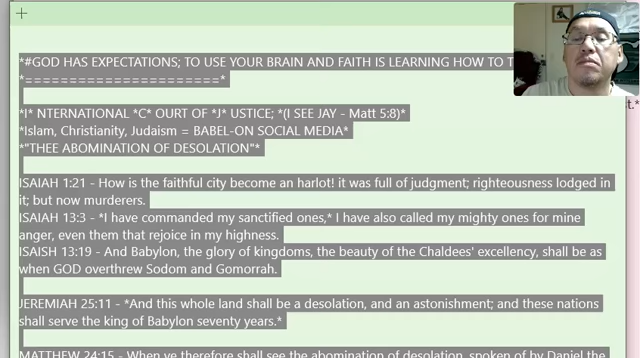 *#GOD HAS EXPECTATIONS; TO USE YOUR BRAIN AND FAITH IS LEARNING HOW TO T
*======================*
t.*
*I* NTERNATIONAL *C* OURT OF *J* USTICE; *(I SEE JAY - Matt 5:8)*
*Islam, Christianity, Judaism = BABEL-ON SOCIAL MEDIA*
*"THEE ABOMINATION OF DESOLATION"*
ISAIAH 1:21 - How is the faithful city become an harlot! it was full of judgment; righteousness lodged in
it; but now murderers.
ISAIAH 13:3 - *I have commanded my sanctified ones,* I have also called my mighty ones for mine
anger, even them that rejoice in my highness.
ISAISH 13:19 - And Babylon, the glory of kingdoms, the beauty of the Chaldees' excellency, shall be as
when GOD overthrew Sodom and Gomorrah.
JEREMIAH 25:11 - *And this whole land shall be a desolation, and an astonishment; and these nations
shall serve the king of Babylon seventy years.*
MATTHEW 24:15 - When ye therefore shall see the abomination of desolation, spoken of by Daniel the